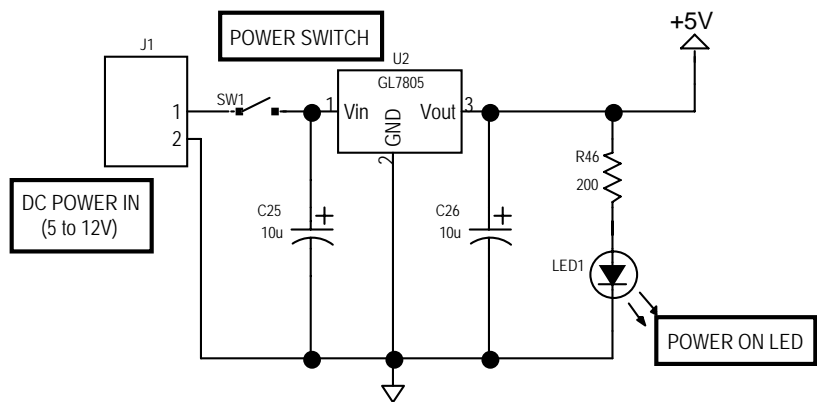 +5V
J1
POWER SWITCH
U2
GL7805
SW1
1
2
1
Vin
GND
Vout
3
2
R46
200
DC POWER IN
(5 to 12V)
C25
10u
+
C26
10u
+
LED1
POWER ON LED